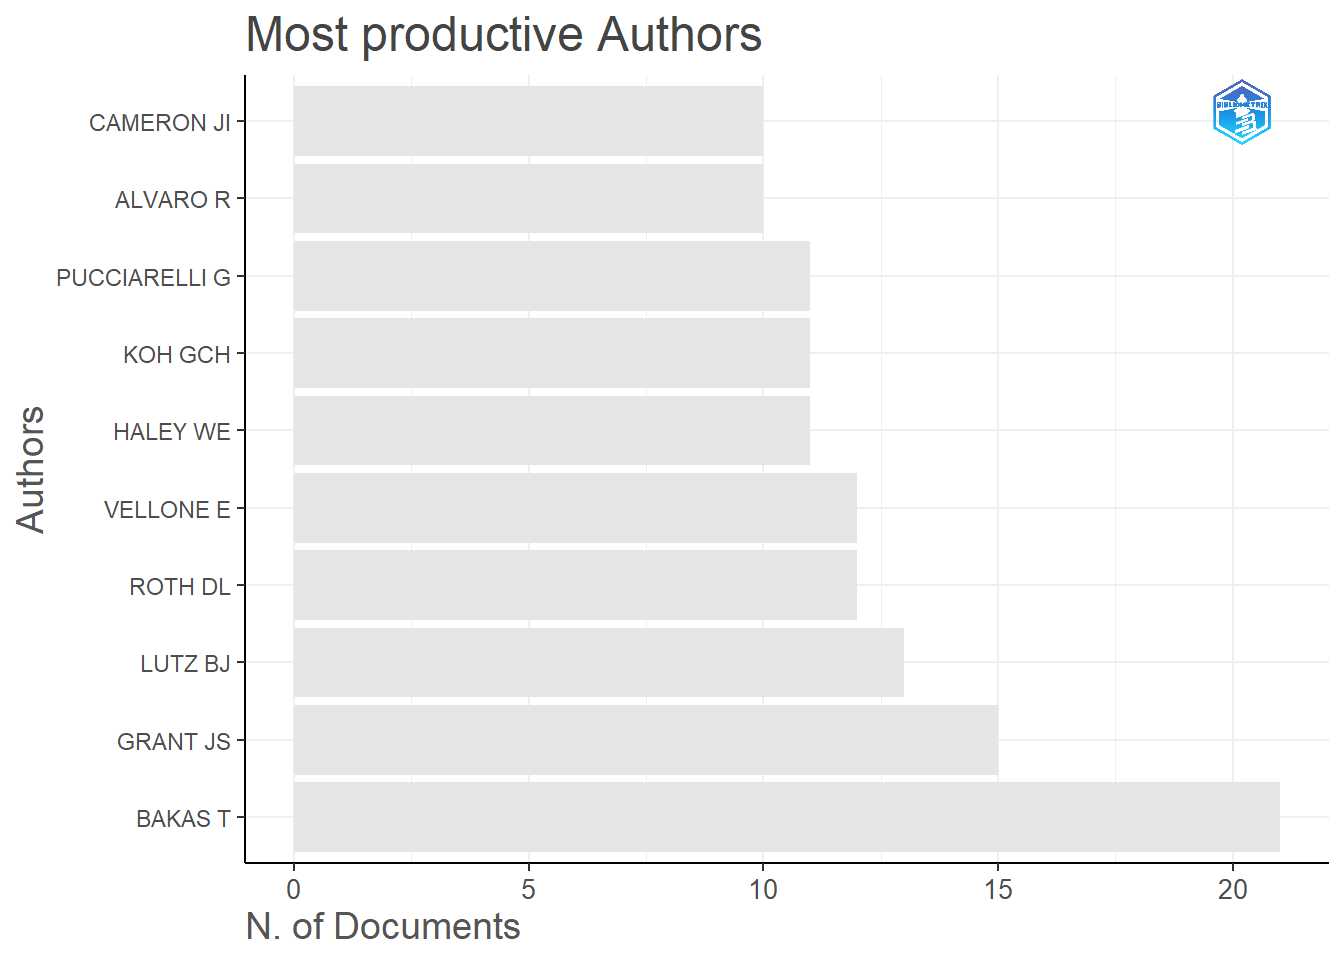 Most productive Authors
BIBLIOMETRIX
CAMERON JI
ALVARO R
PUCCIARELLI G
KOH GCH
HALEY WE
VELLONE E
ROTH DL
LUTZ BJ
GRANT JS
BAKAS T
Authors
0 5 10 15 20
N. of Documents